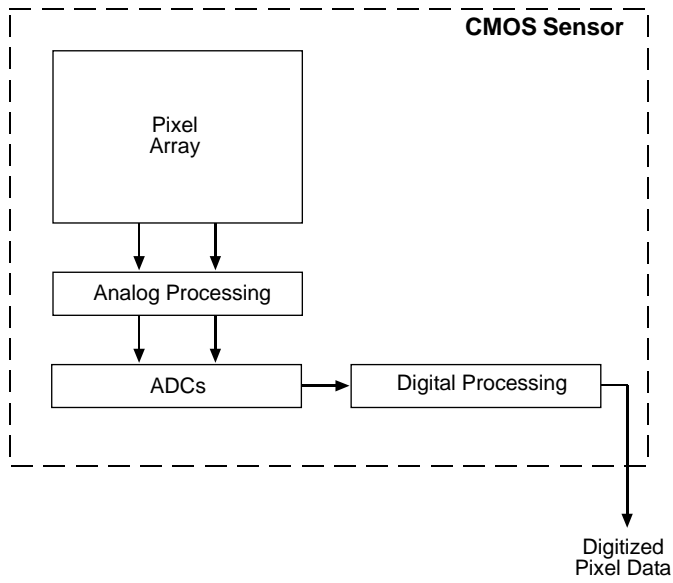 CMOS Sensor
Pixel
Array
Analog Processing
ADCs
Digital Processing
Digitized
Pixel Data